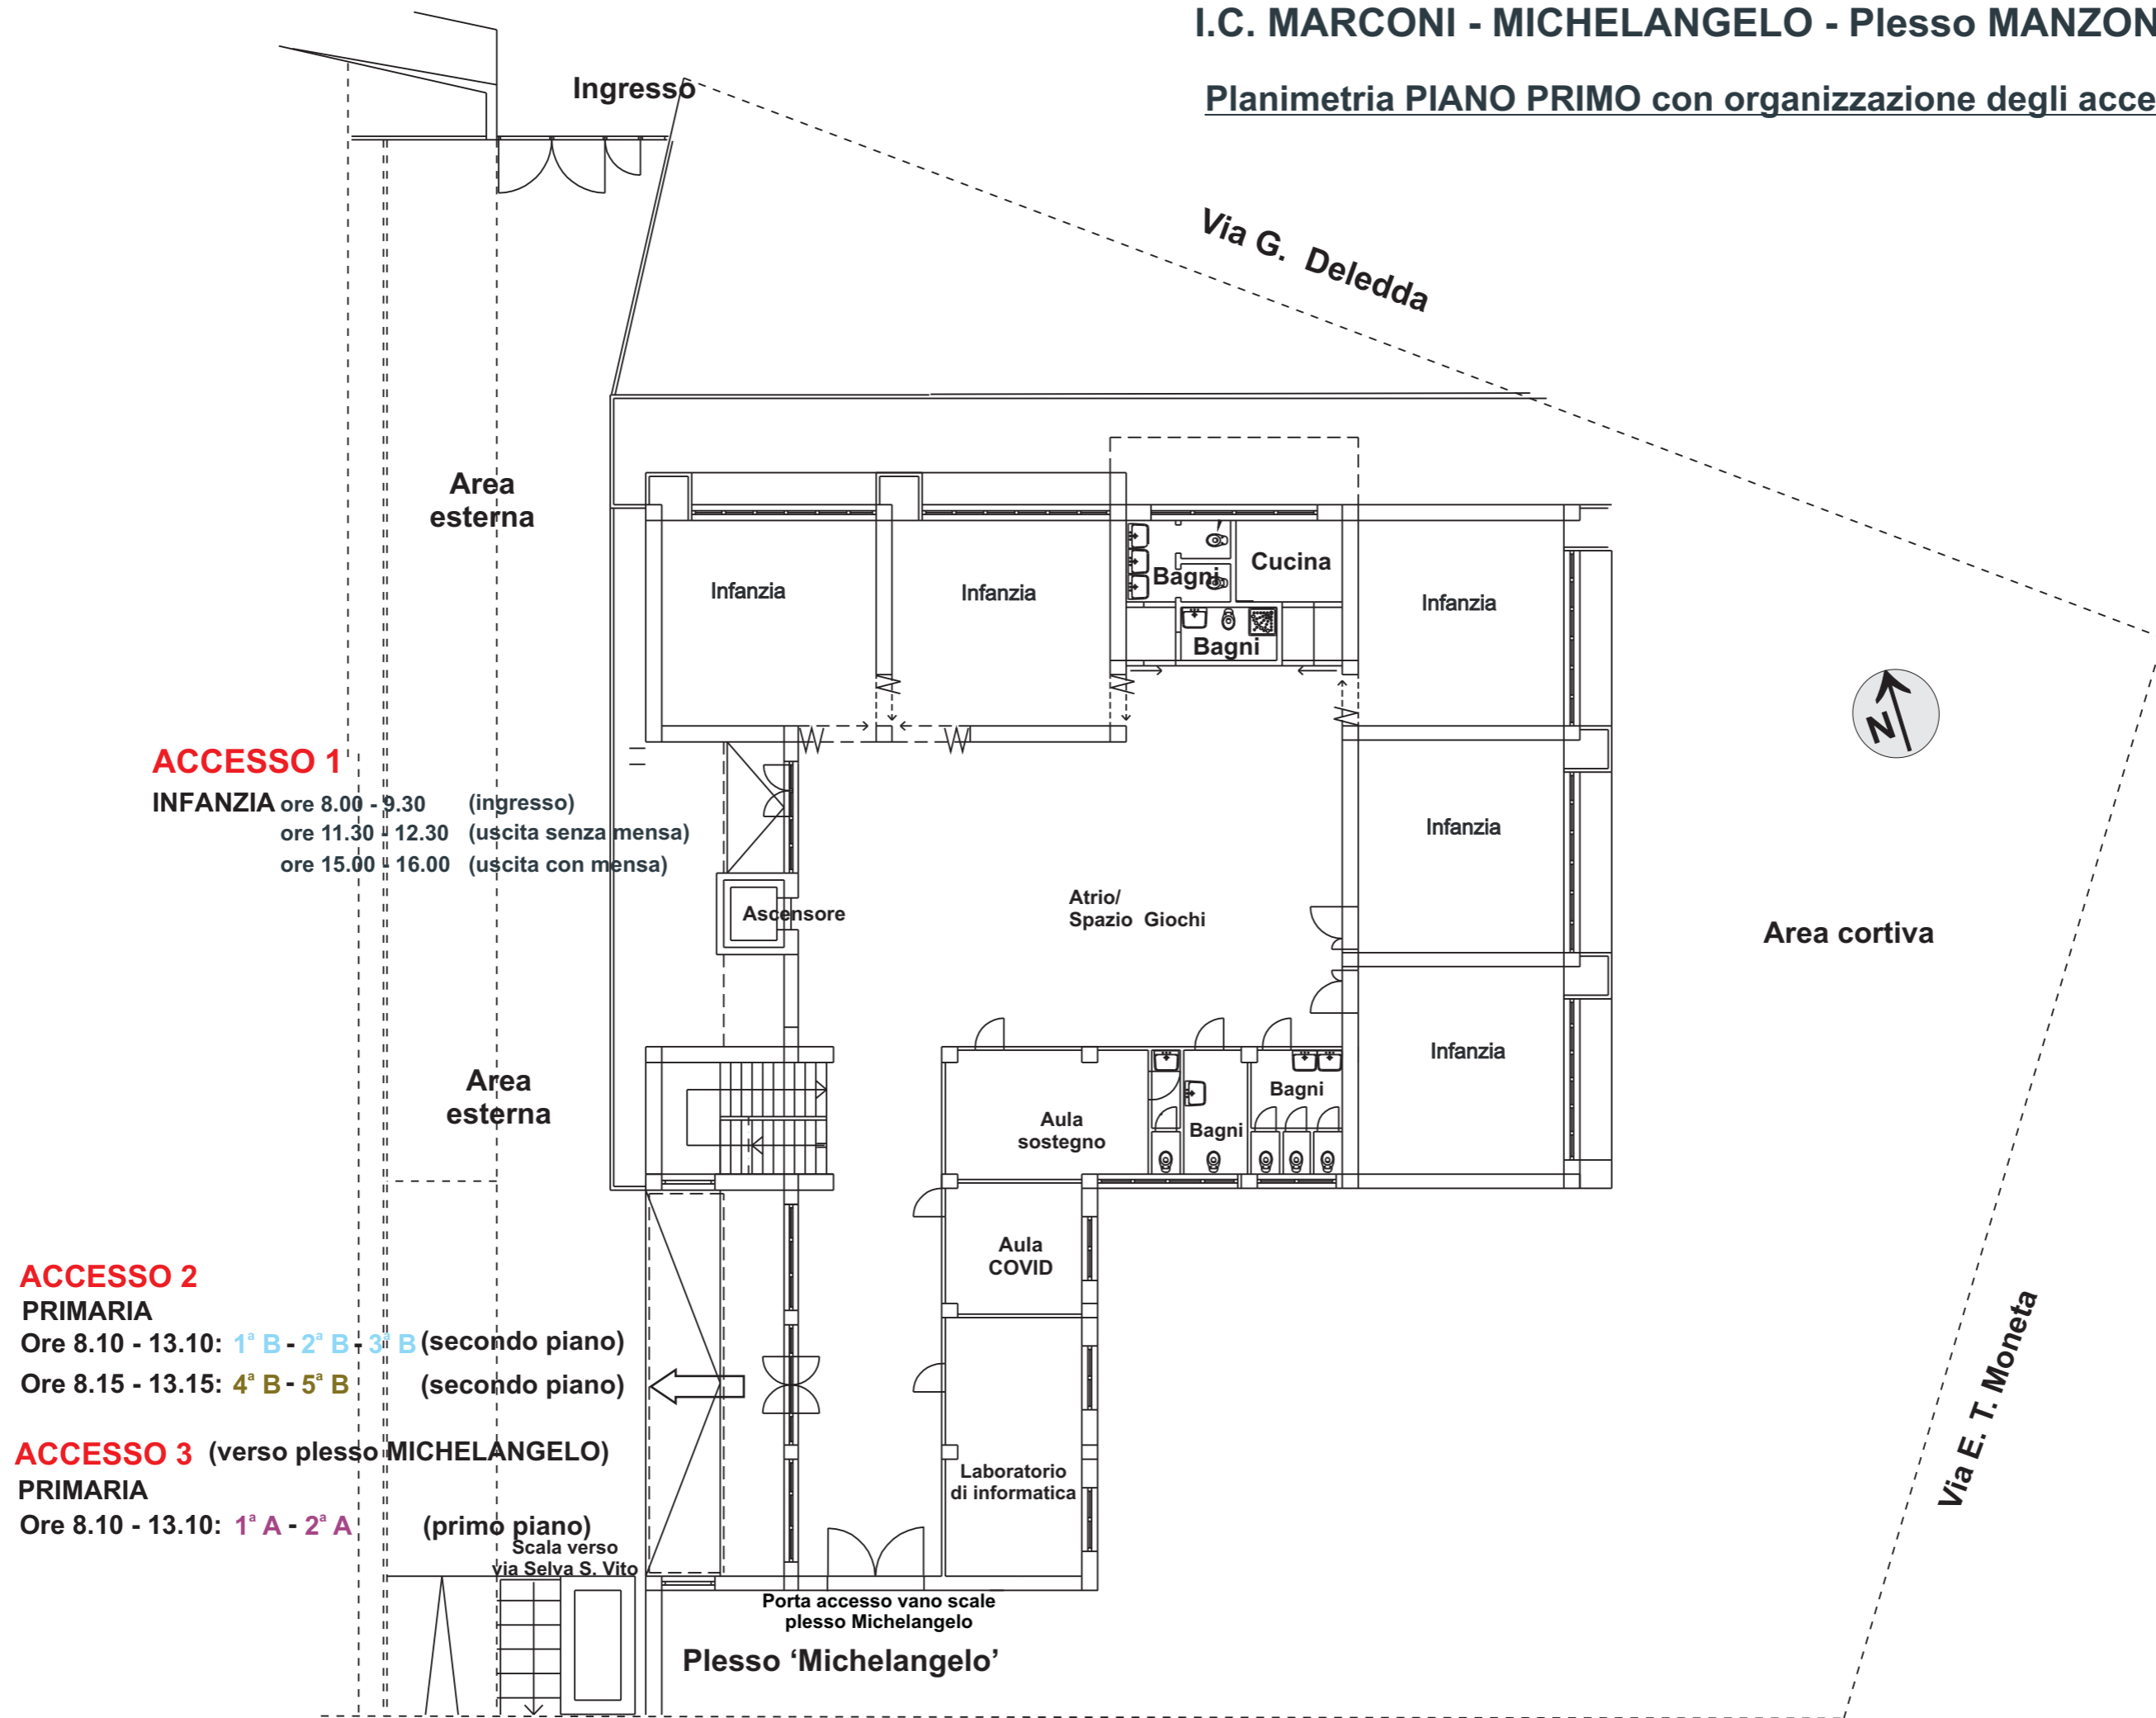 I.C. MARCONI - MICHELANGELO - Plesso MANZON
Planimetria PIANO PRIMO con organizzazione degli acce
Ingresso
Via G. Deledda
Area
esterna
Infanzia
Infanzia
Bagni
Cucina
Infanzia
Bagni
N
ACCESSO 1
INFANZIA ore 8.00 - 9.30 (ingresso)
ore 11.30 - 12.30 (uscita senza mensa)
ore 15.00 - 16.00 (uscita con mensa)
Infanzia
Ascensore
Atrio/
Spazio Giochi
Area cortiva
Area
esterna
Infanzia
Aula
sostegno
Bagni
Bagni
Aula
COVID
ACCESSO 2
PRIMARIA
Ore 8.10 - 13.10: 1ª B - 2ª B - 3ª B (secondo piano)
Ore 8.15 - 13.15: 4ª B - 5ª B (secondo piano)
Via E. T. Moneta
ACCESSO 3 (verso plesso MICHELANGELO)
PRIMARIA
Ore 8.10 - 13.10: 1ª A - 2ª A (primo piano)
Laboratorio
di informatica
Scala verso
via Selva S. Vito
Porta accesso vano scale
plesso Michelangelo
Plesso ‘Michelangelo’